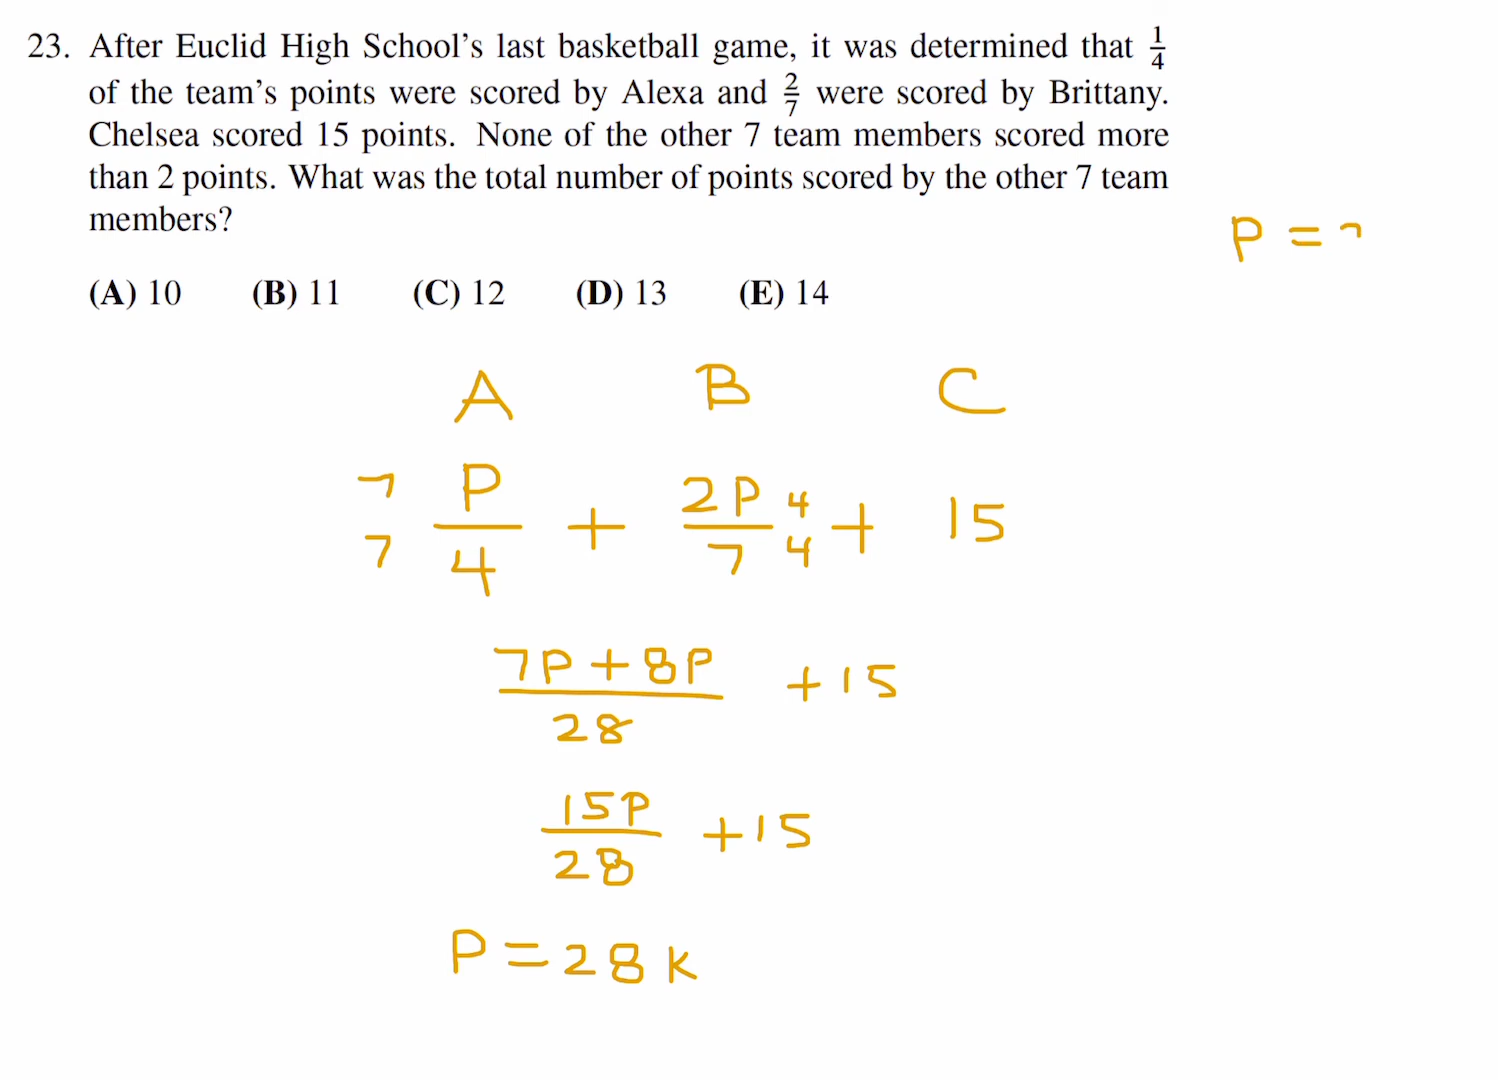 23. After Euclid High School's last basketball game, it was determined that 1/4
of the team's points were scored by Alexa and 2/7 were scored by Brittany.
Chelsea scored 15 points. None of the other 7 team members scored more
than 2 points. What was the total number of points scored by the other 7 team
members?
P = ?
(A) 10 (B) 11 (C) 12 (D) 13 (E) 14
A B C
7/7 P/4 + 2P/7 4/4 + 15
7P+8P/28 +15
15P/28 +15
P=28K